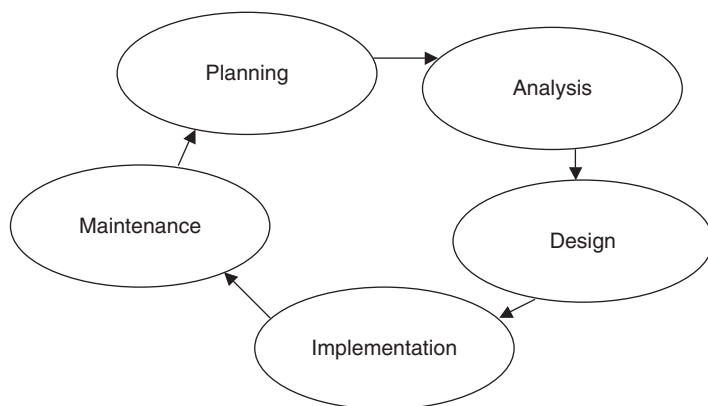 Planning
Analysis
Design
Implementation
Maintenance